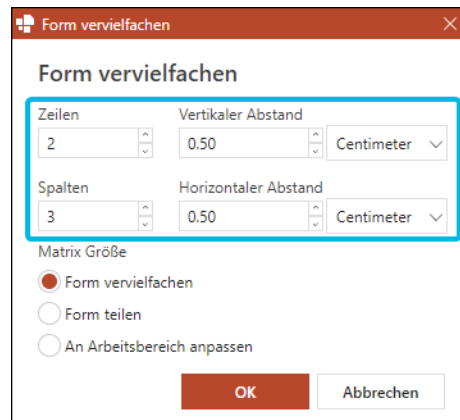 Form vervielfachen
Form vervielfachen
Zeilen Vertikaler Abstand
2 0.50 Centimeter
Spalten Horizontaler Abstand
3 0.50 Centimeter
Matrix Größe
Form vervielfachen
Form teilen
An Arbeitsbereich anpassen
OK Abbrechen